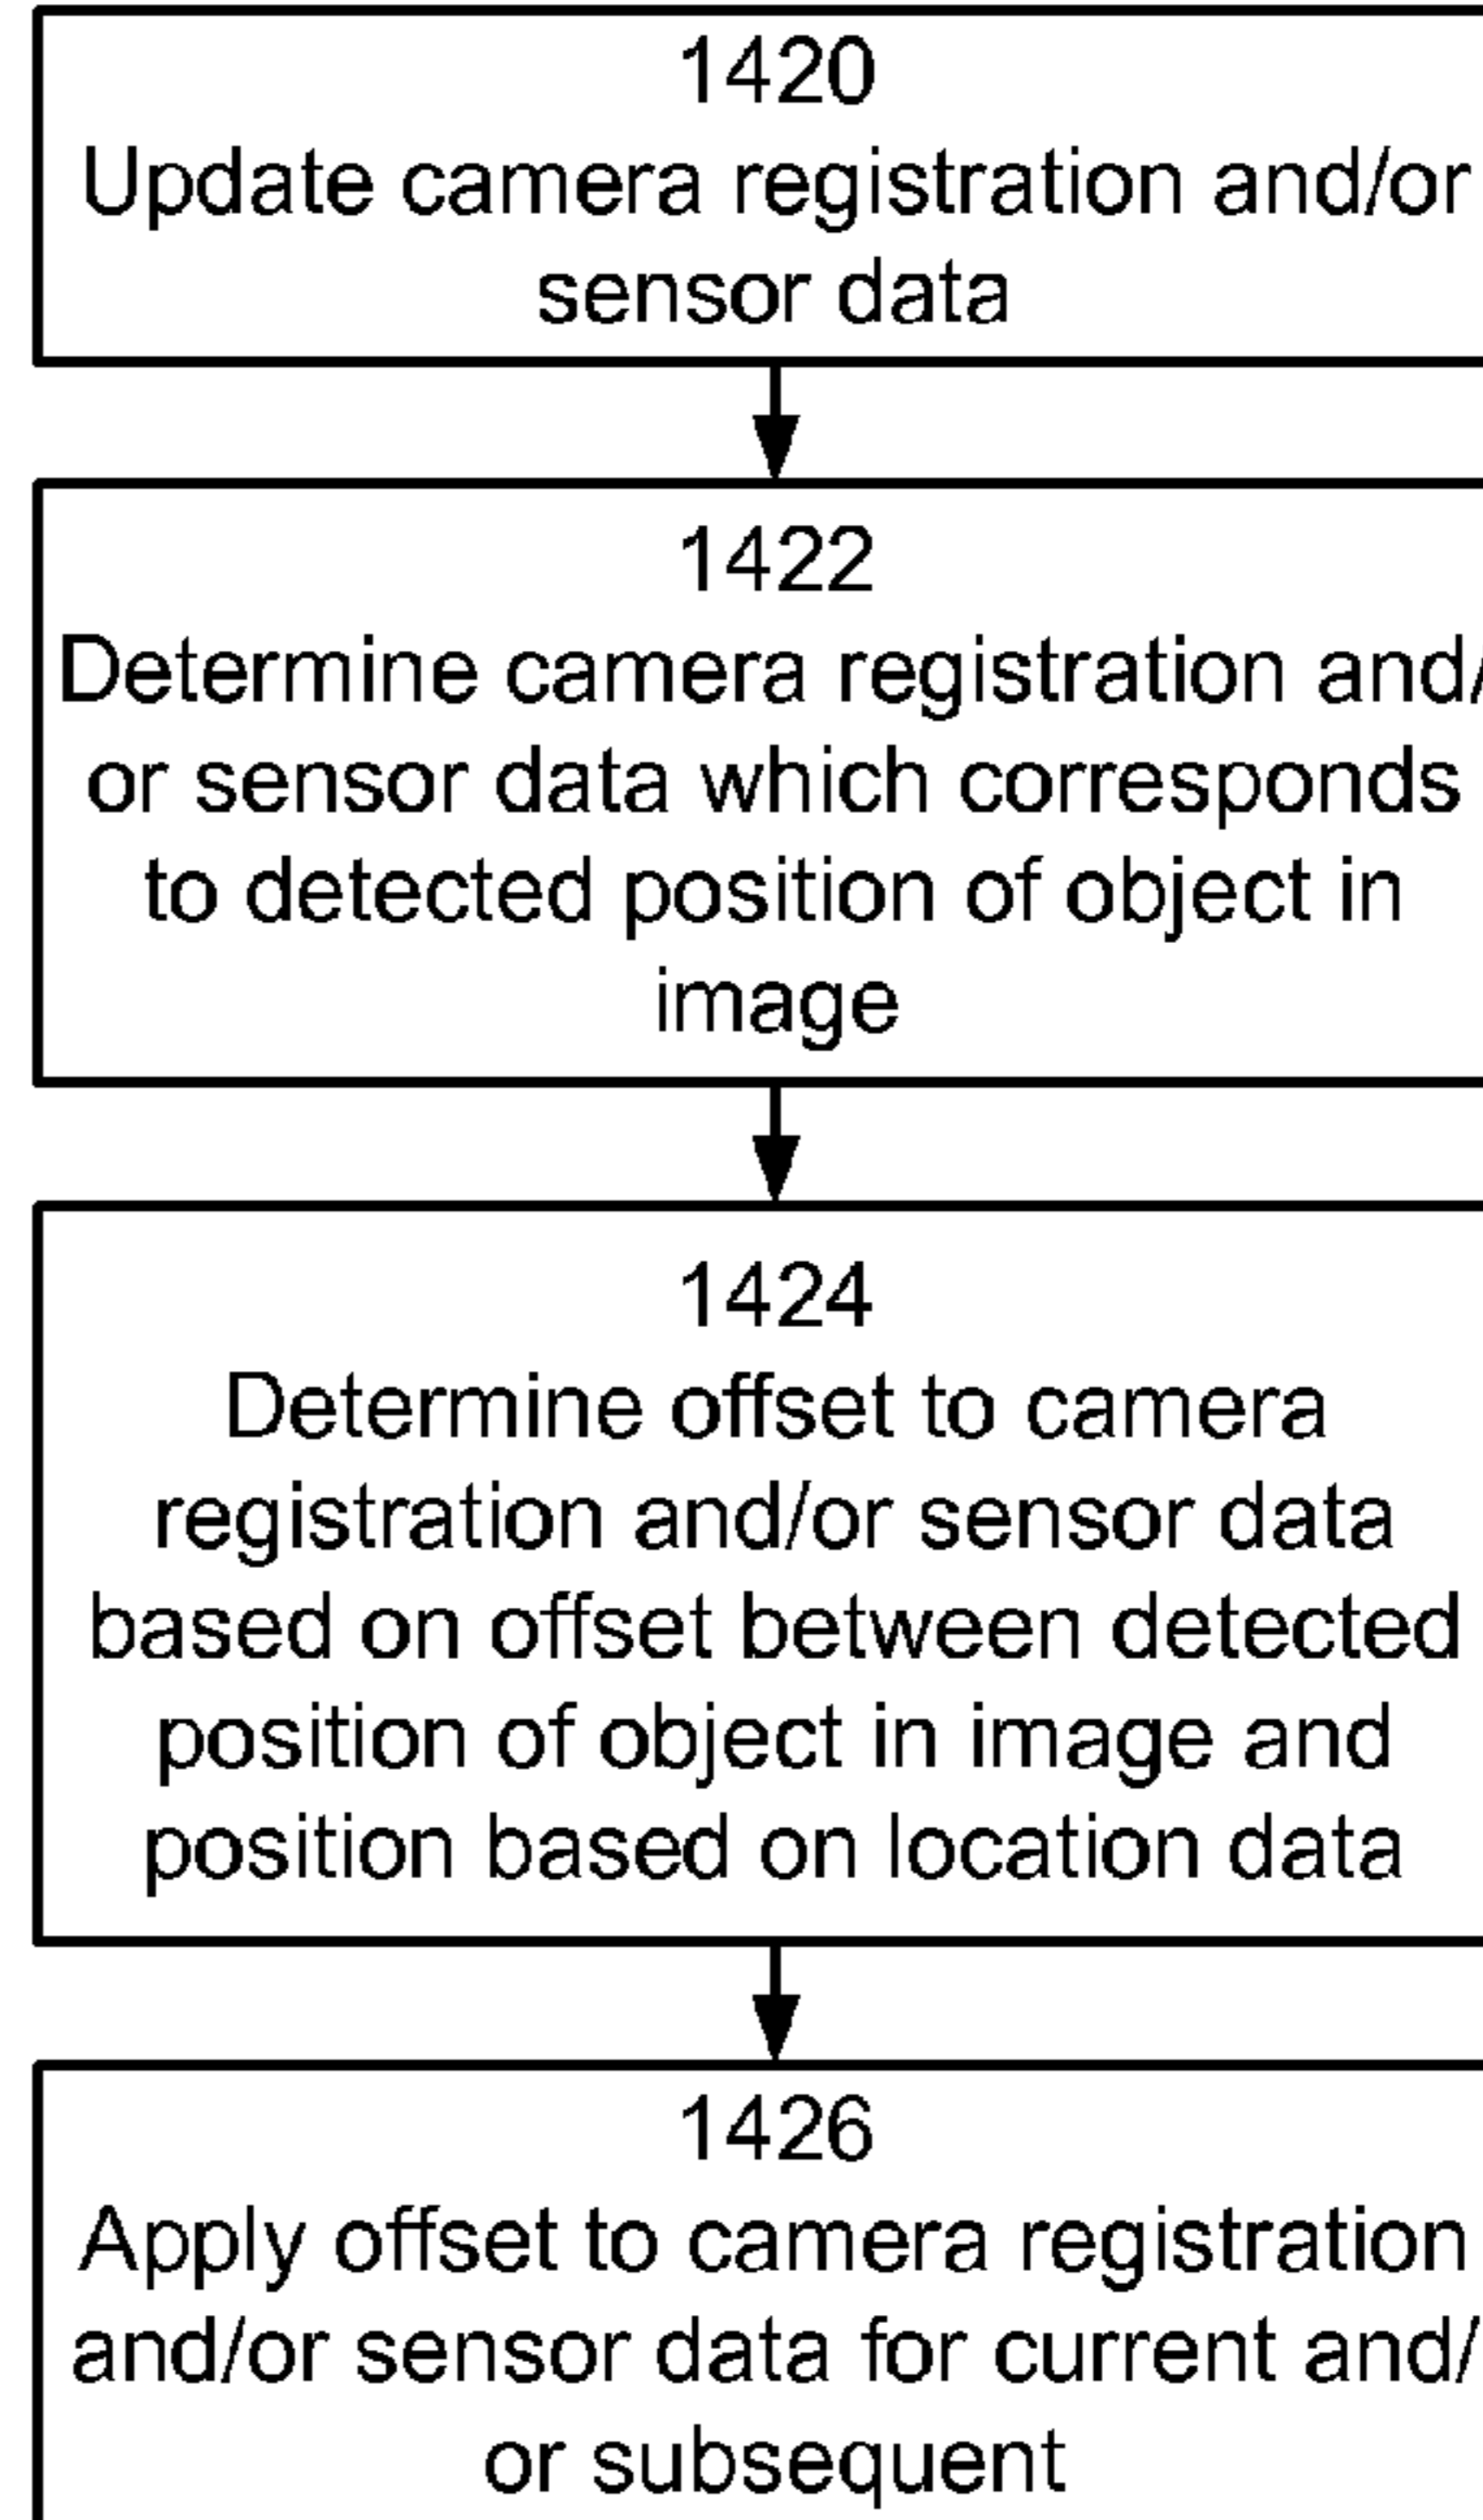 1420
Update camera registration and/or
sensor data
1422
Determine camera registration and/
or sensor data which corresponds
to detected position of object in
image
1424
Determine offset to camera
registration and/or sensor data
based on offset between detected
position of object in image and
position based on location data
1426
Apply offset to camera registration
and/or sensor data for current and/
or subsequent